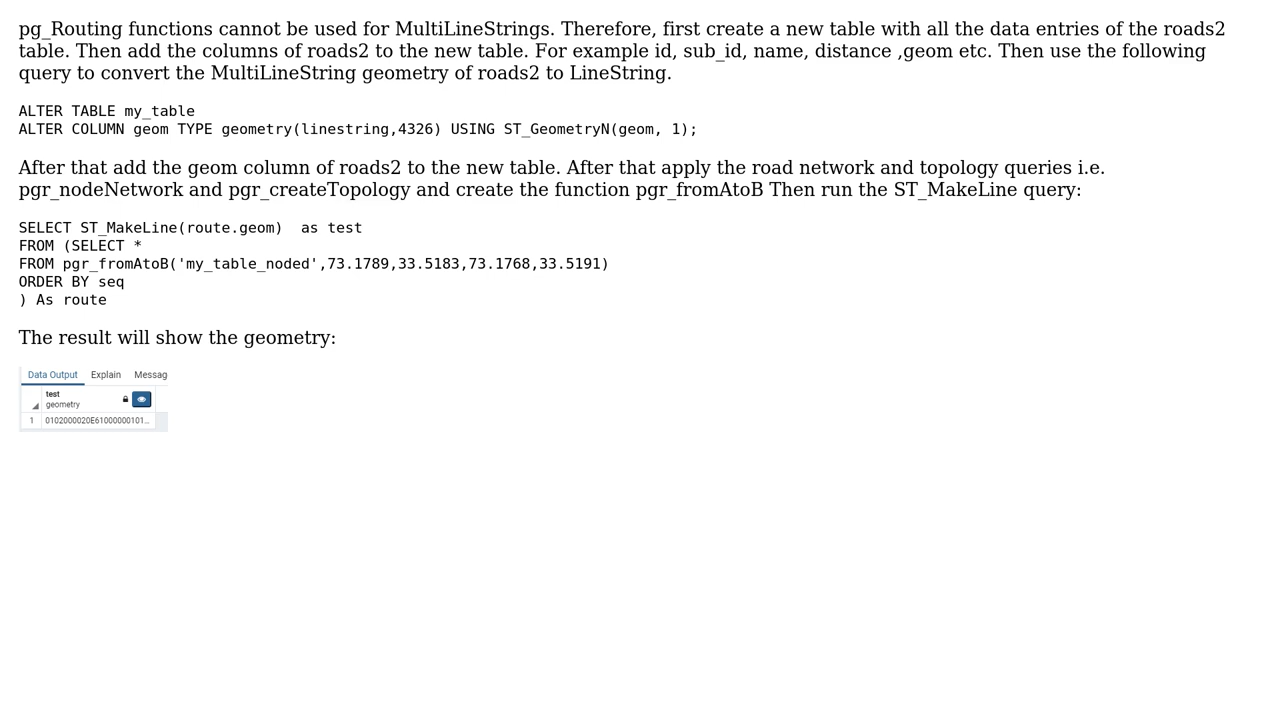 pg_Routing functions cannot be used for MultiLineStrings. Therefore, first create a new table with all the data entries of the roads2
table. Then add the columns of roads2 to the new table. For example id, sub_id, name, distance ,geom etc. Then use the following
query to convert the MultiLineString geometry of roads2 to LineString.
ALTER TABLE my_table
ALTER COLUMN geom TYPE geometry(linestring,4326) USING ST_GeometryN(geom, 1);
After that add the geom column of roads2 to the new table. After that apply the road network and topology queries i.e.
pgr_nodeNetwork and pgr_createTopology and create the function pgr_fromAtoB Then run the ST_MakeLine query:
SELECT ST_MakeLine(route.geom)  as test
FROM (SELECT *
FROM pgr_fromAtoB('my_table_noded',73.1789,33.5183,73.1768,33.5191)
ORDER BY seq
) As route
The result will show the geometry:
Data Output Explain Messag
test
geometry
1 0102000020E61000000101...